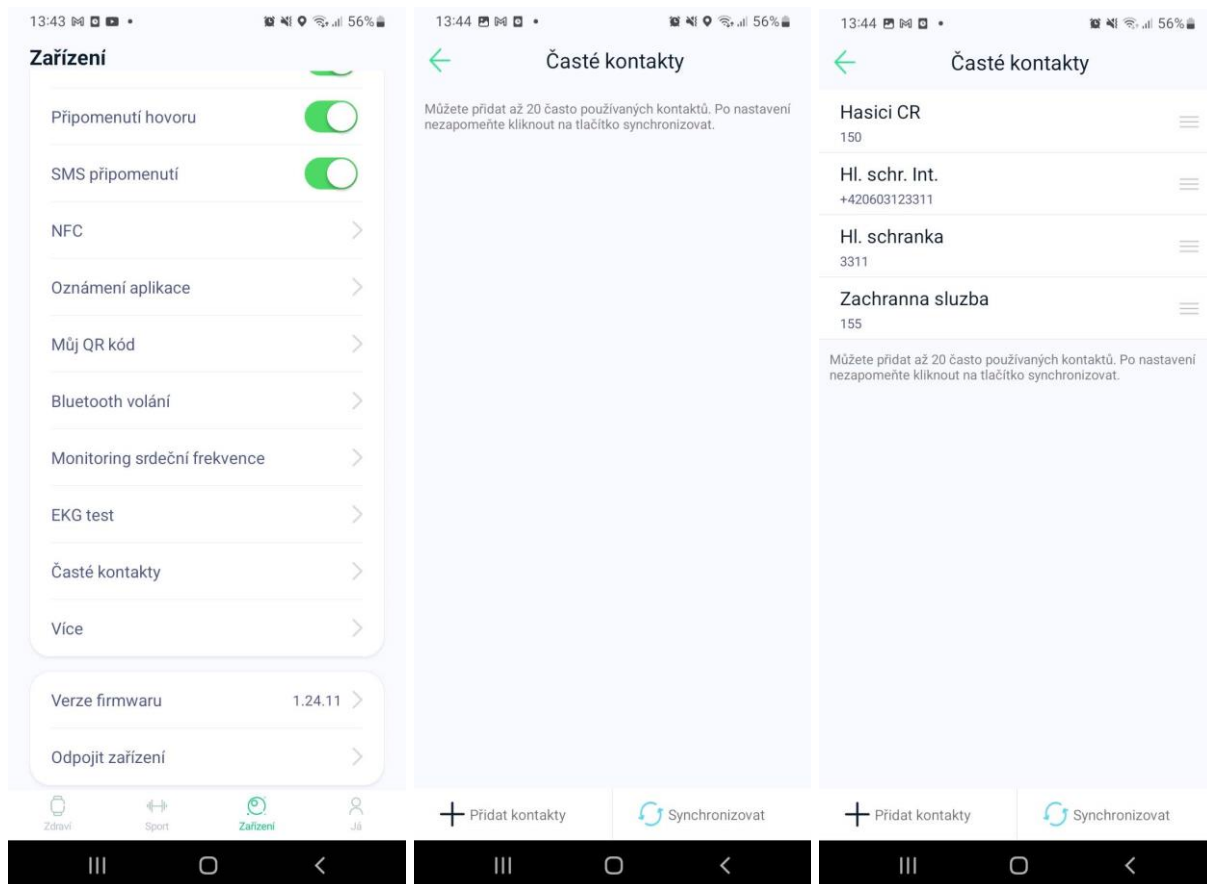 13:43
56%
Zařízení
Připomenutí hovoru
SMS připomenutí
NFC
Oznámení aplikace
Můj QR kód
Bluetooth volání
Monitoring srdeční frekvence
EKG test
Časté kontakty
Více
Verze firmwaru 1.24.11
Odpojit zařízení
Zdraví Sport Zařízení Já
13:44
56%
Časté kontakty
Můžete přidat až 20 často používaných kontaktů. Po nastavení
nezapomeňte kliknout na tlačítko synchronizovat.
Přidat kontakty Synchronizovat
13:44
56%
Časté kontakty
Hasici CR
150
Hl. schr. Int.
+420603123311
Hl. schranka
3311
Zachranna sluzba
155
Můžete přidat až 20 často používaných kontaktů. Po nastavení
nezapomeňte kliknout na tlačítko synchronizovat.
Přidat kontakty Synchronizovat